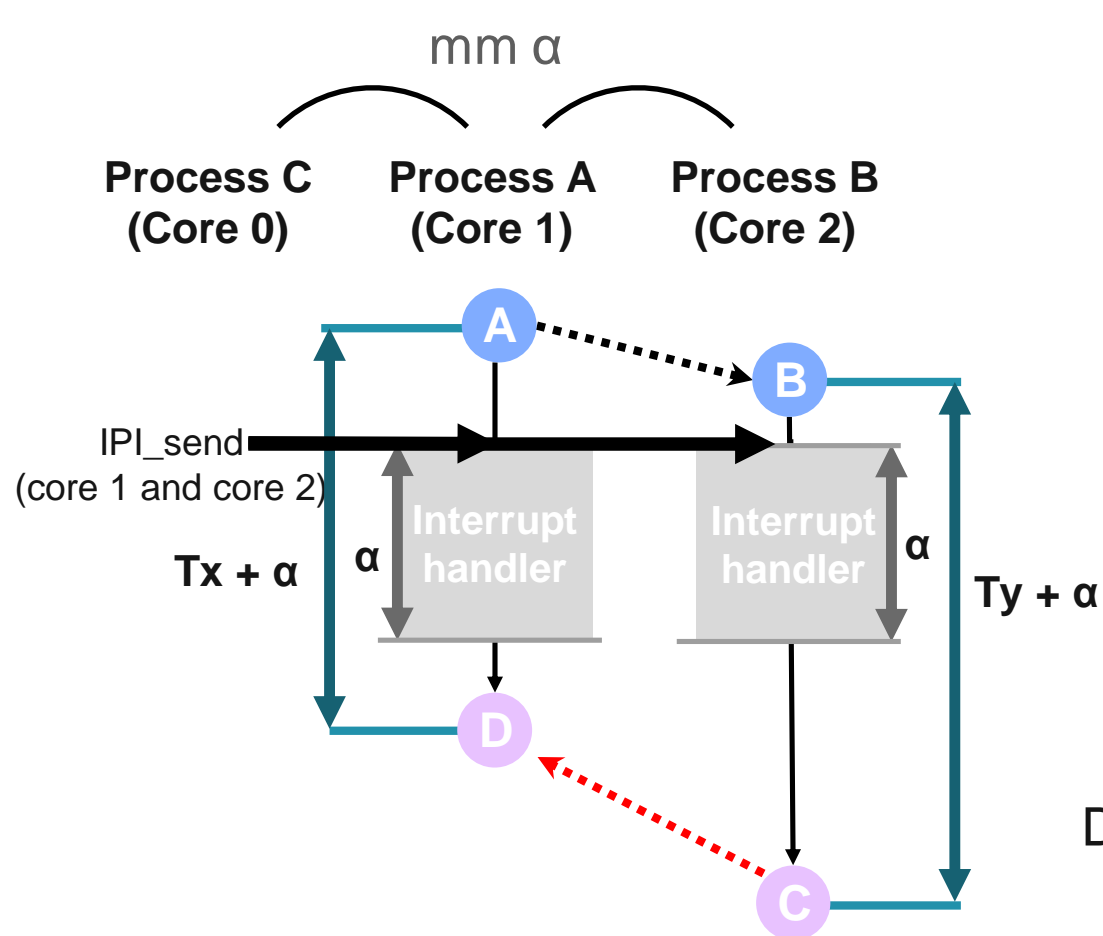 mm α
Process C
(Core 0)
Process A
(Core 1)
Process B
(Core 2)
A
B
IPI_send
(core 1 and core 2)
Interrupt
handler
Interrupt
handler
α
α
Tx + α
Ty + α
D
C
D